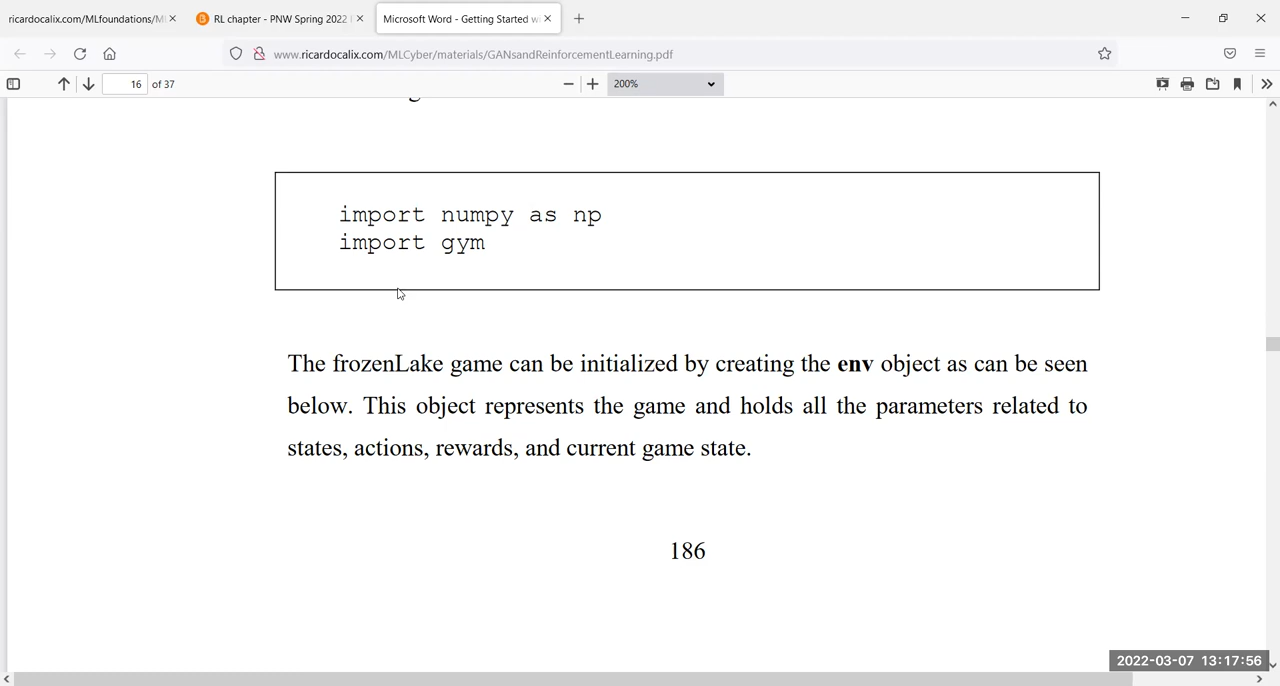 ricardocalix.com/MLfoundations/M
RL chapter - PNW Spring 2022
Microsoft Word - Getting Started w
www.ricardocalix.com/MLCyber/materials/GANsandReinforcementLearning.pdf
16 of 37
200%
import numpy as np
import gym
The frozenLake game can be initialized by creating the env object as can be seen
below. This object represents the game and holds all the parameters related to
states, actions, rewards, and current game state.
186
2022-03-07 13:17:56